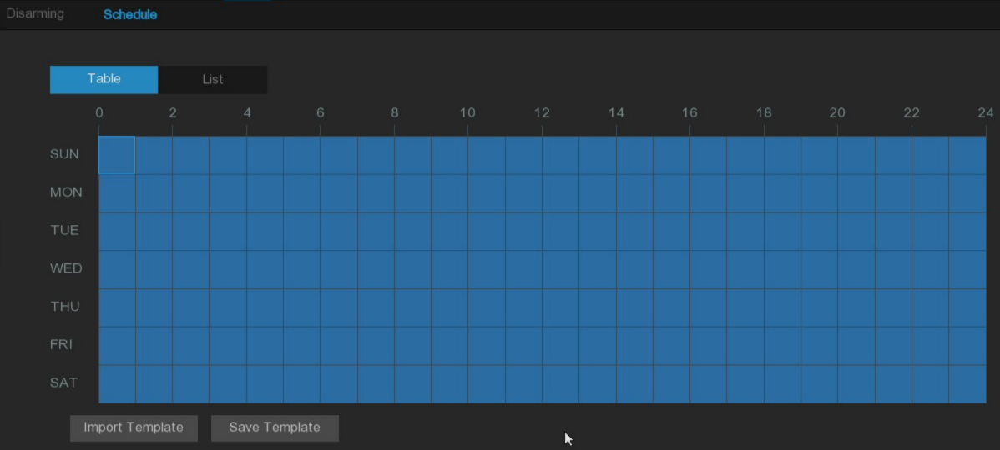 Disarming Schedule
Table List
0 2 4 6 8 10 12 14 16 18 20 22 24
SUN
MON
TUE
WED
THU
FRI
SAT
Import Template Save Template